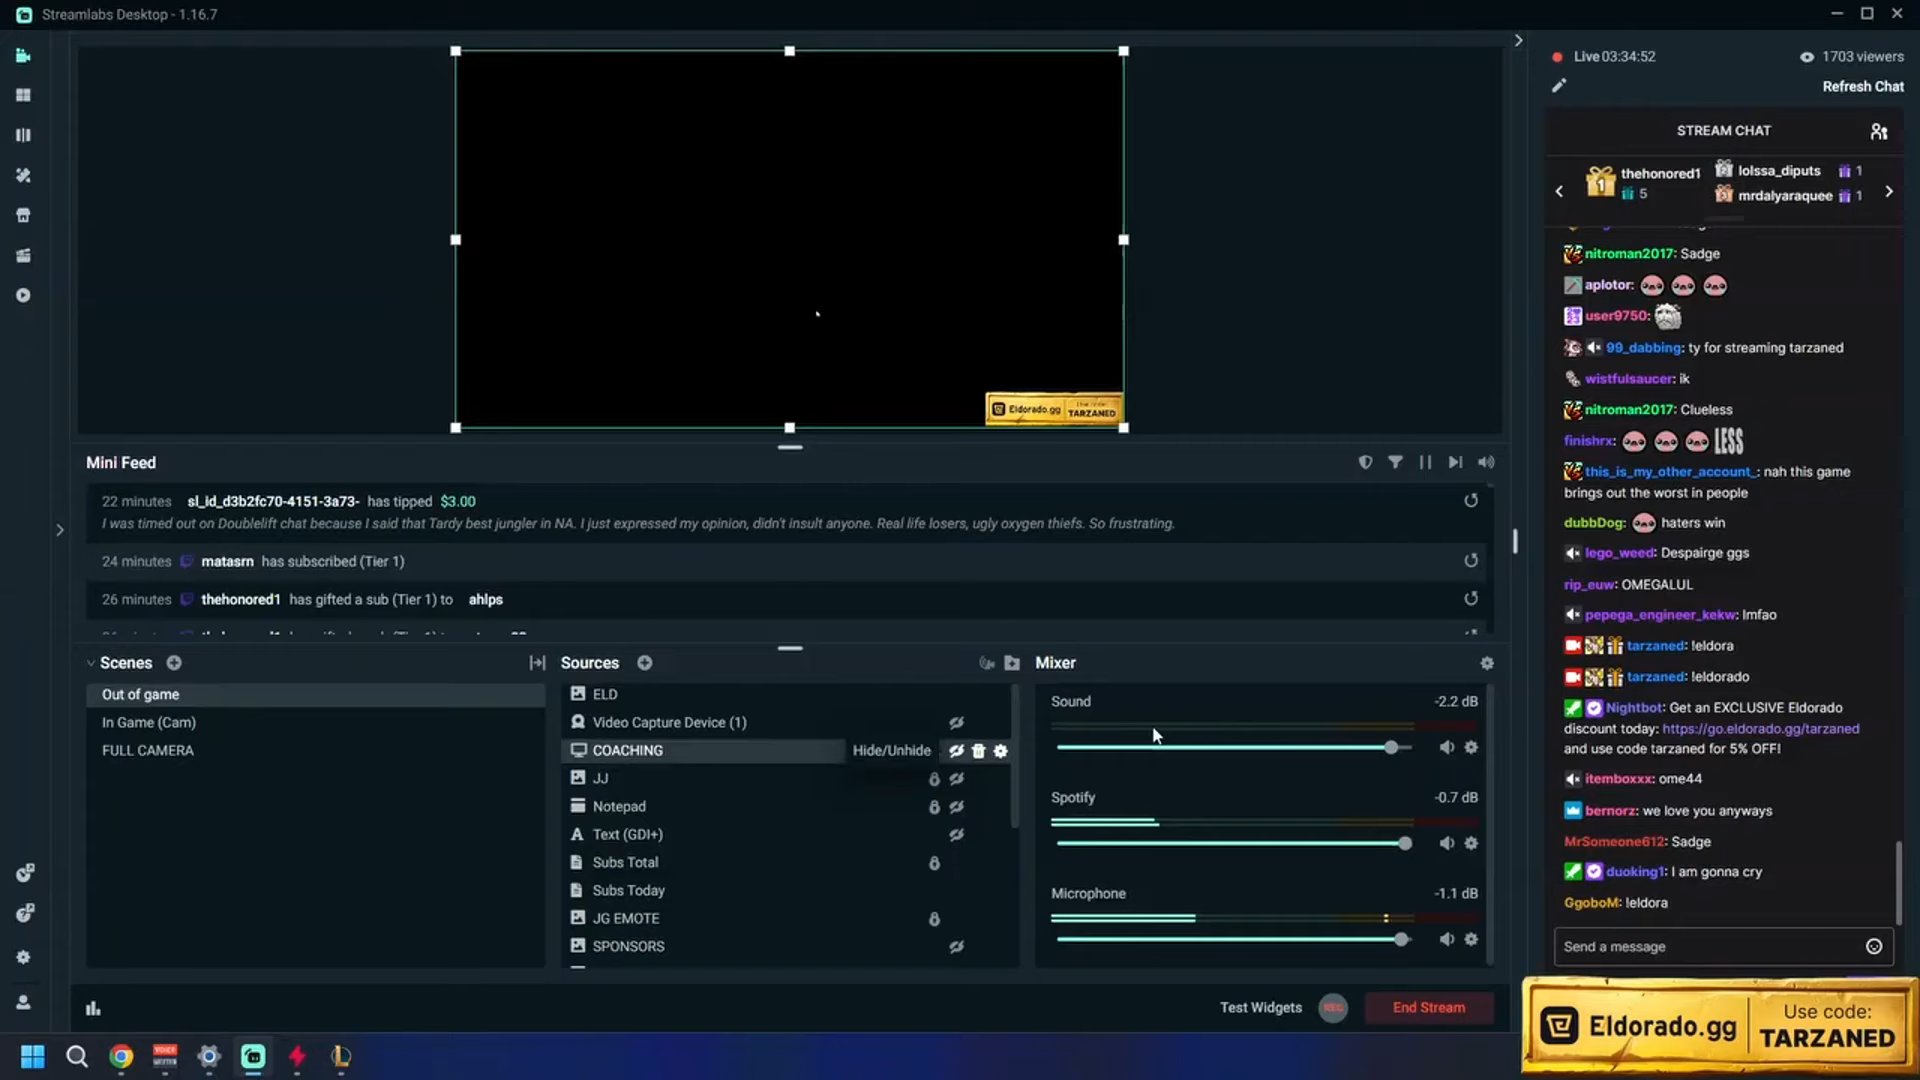 Streamlabs Desktop - 1.16.7
Live 03:34:52
1703 viewers
Refresh Chat
STREAM CHAT
thehonored1
5
lolssa_diputs 1
mrdalyaraquee 1
nitroman2017: Sadge
aplotor:
user9750:
99_dabbing: ty for streaming tarzaned
wistfulsaucer: ik
nitroman2017: Clueless
finishrx: LESS
this_is_my_other_account_: nah this game
brings out the worst in people
dubbDog: haters win
lego_weed: Despairge ggs
rip_euw: OMEGALUL
pepega_engineer_kekw: lmfao
tarzaned: !eldora
tarzaned: !eldorado
Nightbot: Get an EXCLUSIVE Eldorado
discount today: https://go.eldorado.gg/tarzaned
and use code tarzaned for 5% OFF!
itemboxxx: ome44
bernorz: we love you anyways
MrSomeone612: Sadge
duoking1: I am gonna cry
GgoboM: !eldora
Send a message
Eldorado.gg
Use code:
TARZANED
Mini Feed
22 minutes sl_id_d3b2fc70-4151-3a73- has tipped $3.00
I was timed out on Doublelift chat because I said that Tardy best jungler in NA. I just expressed my opinion, didn't insult anyone. Real life losers, ugly oxygen thiefs. So frustrating.
24 minutes matasrn has subscribed (Tier 1)
26 minutes thehonored1 has gifted a sub (Tier 1) to ahlps
Scenes
Out of game
In Game (Cam)
FULL CAMERA
Sources
ELD
Video Capture Device (1)
COACHING Hide/Unhide
JJ
Notepad
Text (GDI+)
Subs Total
Subs Today
JG EMOTE
SPONSORS
Mixer
Sound -2.2 dB
Spotify -0.7 dB
Microphone -1.1 dB
Test Widgets
REC
End Stream
Eldorado.gg
Use code:
TARZANED